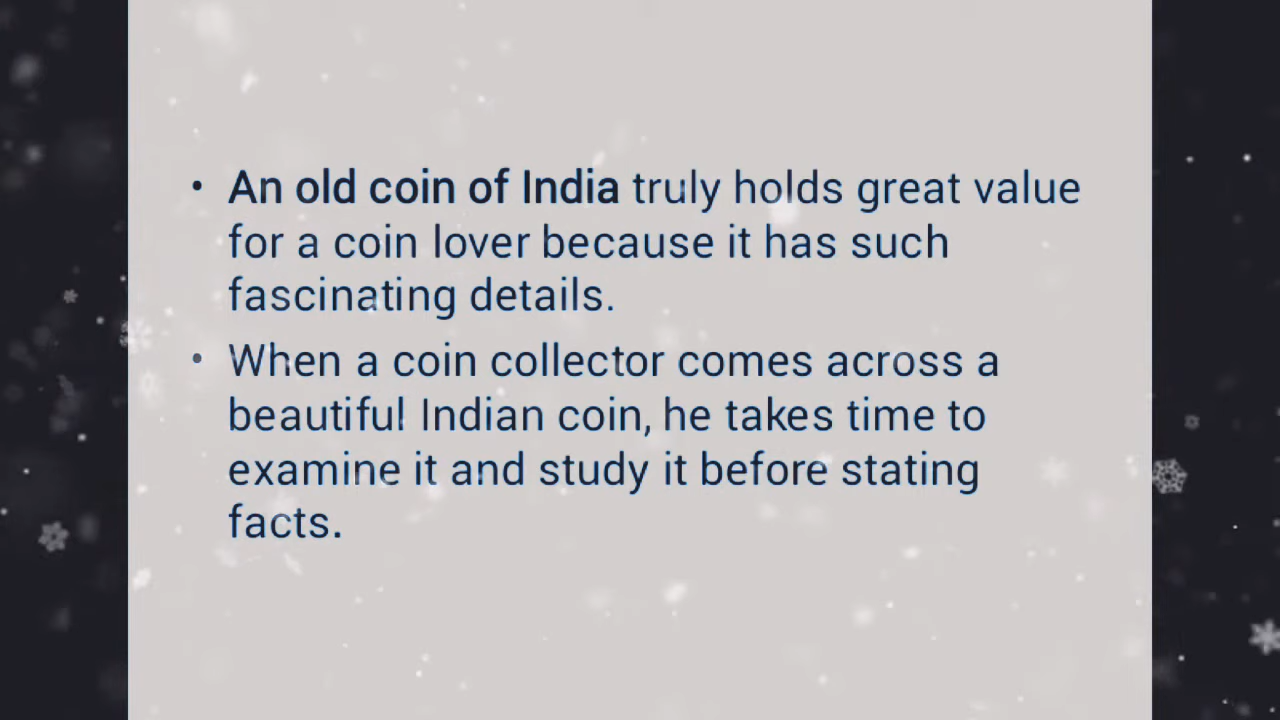 • An old coin of India truly holds great value
for a coin lover because it has such
fascinating details.
• When a coin collector comes across a
beautiful Indian coin, he takes time to
examine it and study it before stating
facts.